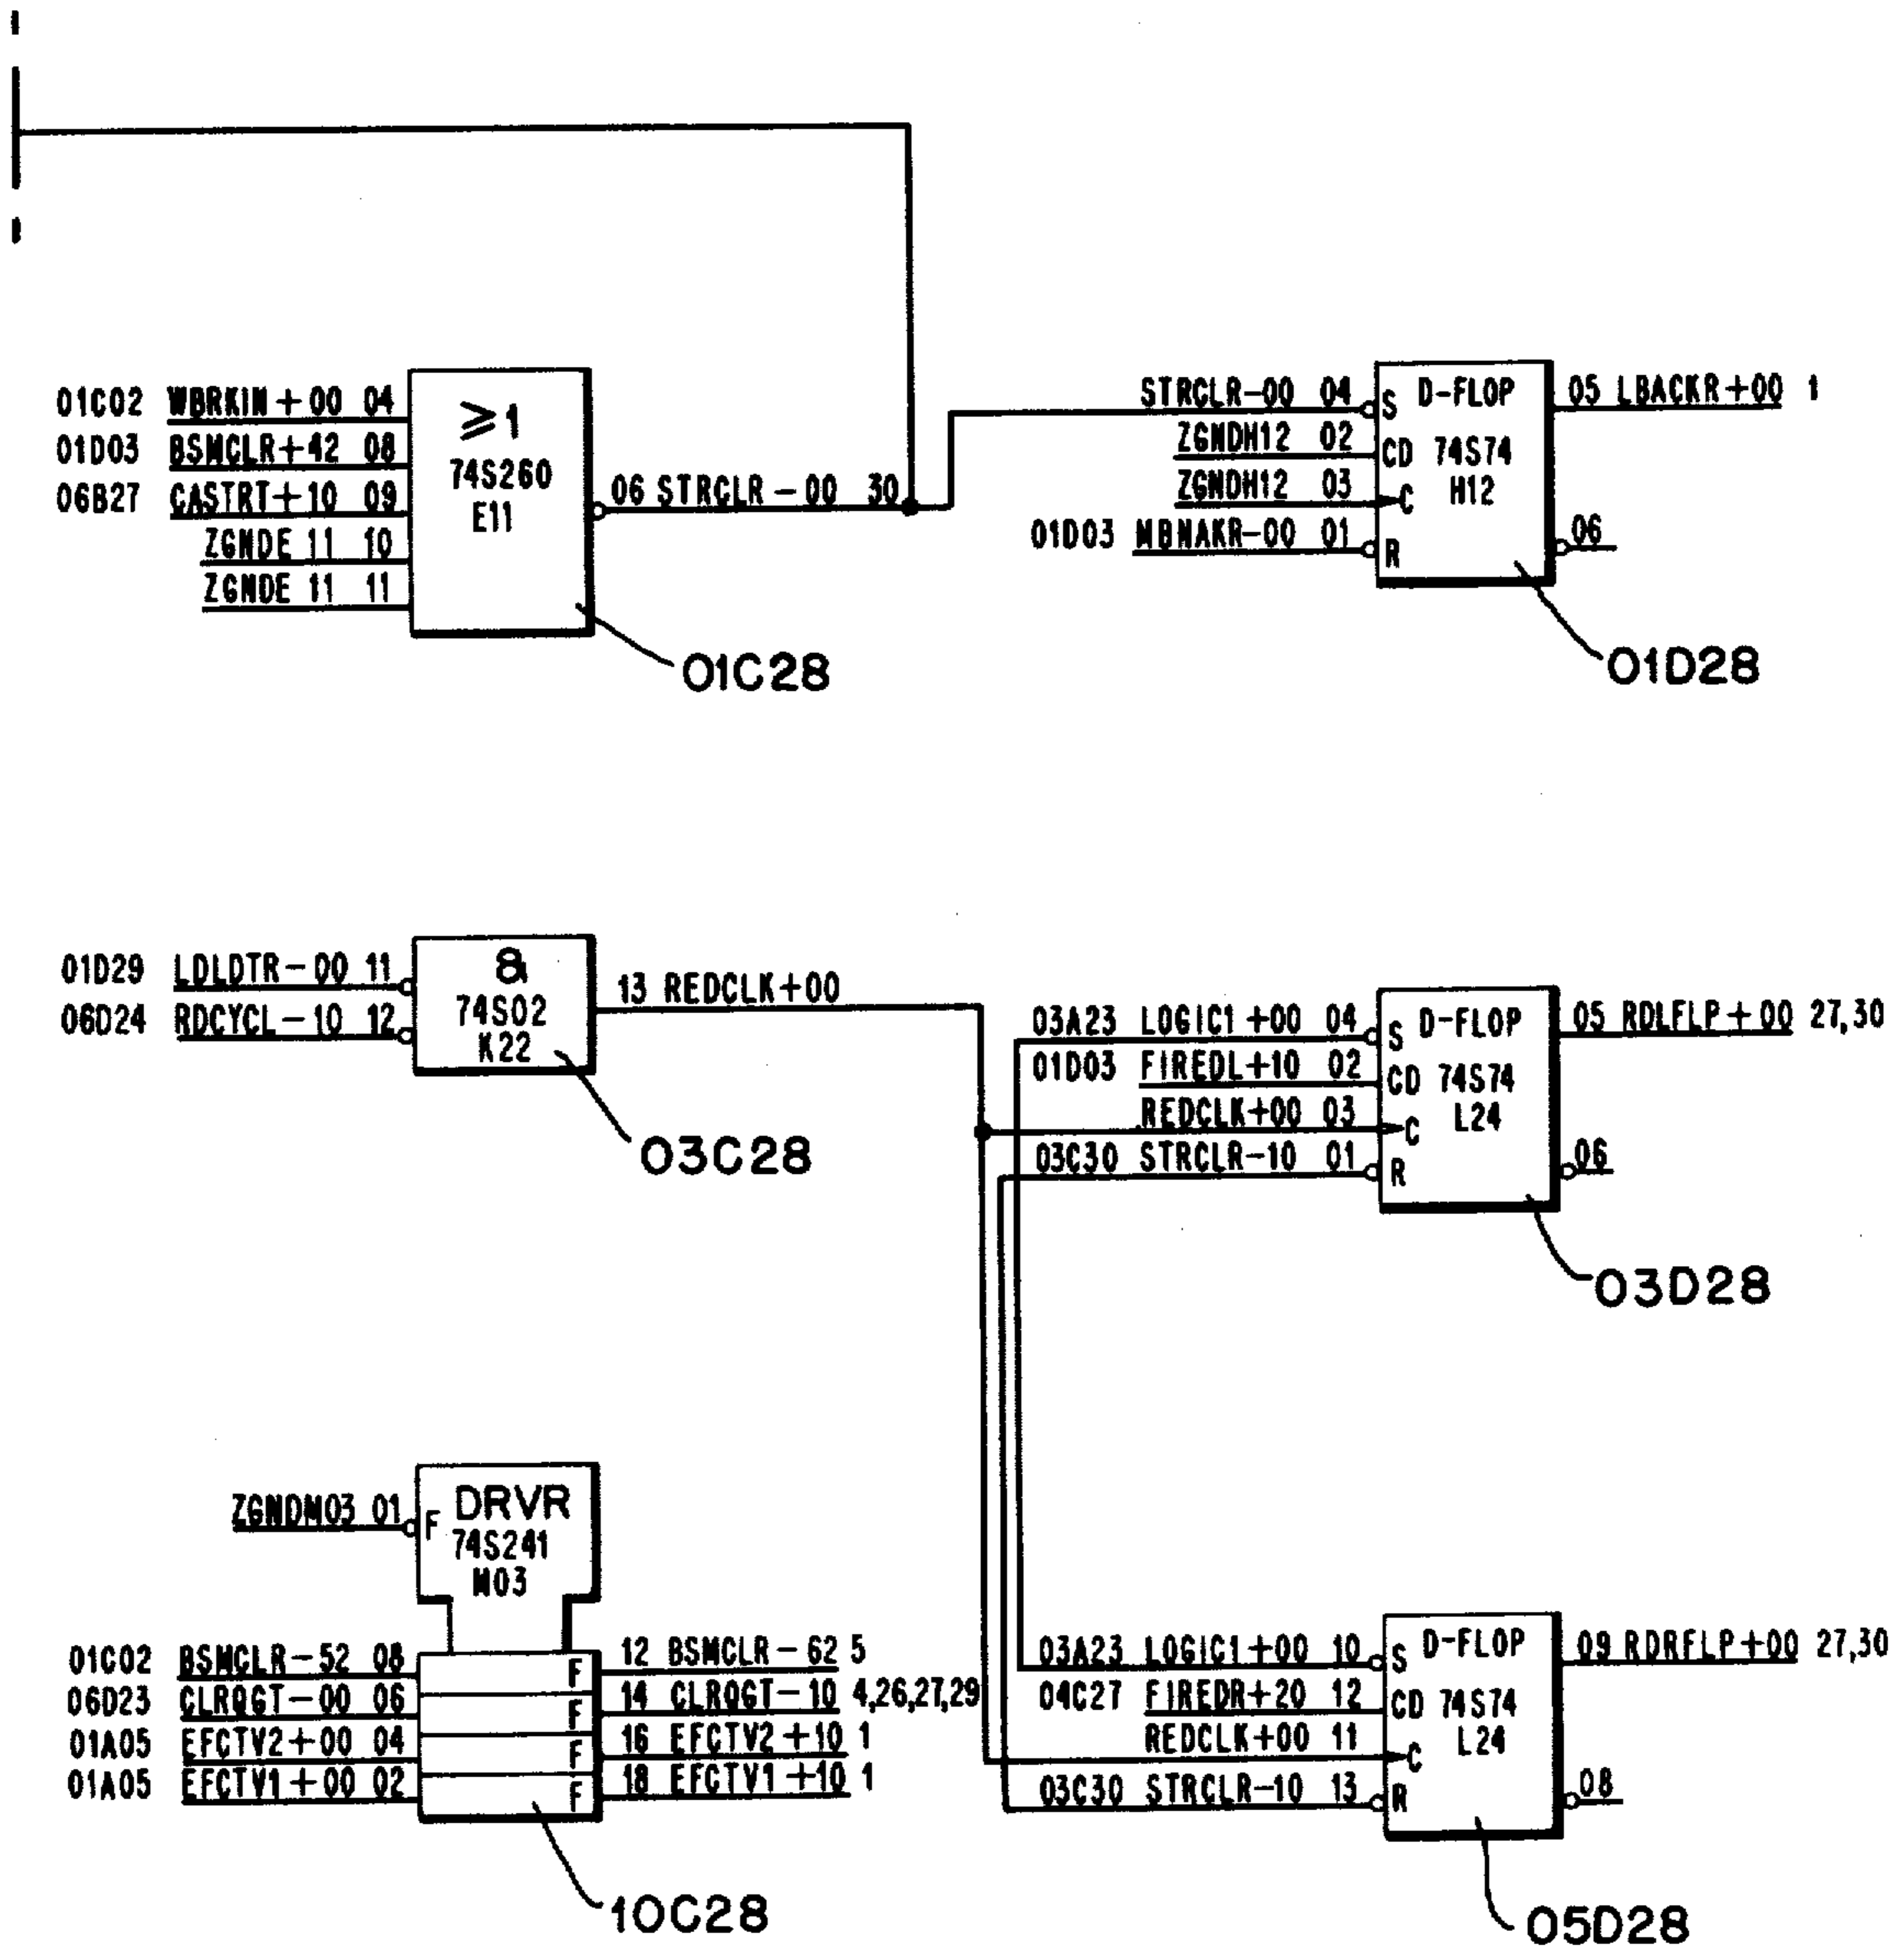 01C02 WBRKIN+00 04
01D03 BSMCLR+42 08
06B27 CASTRT+10 09
ZGNDE 11 10
ZGNDE 11 11
≥1
74S260
E11
06 STRCLR-00 30
01C28
STRCLR-00 04
ZGNDH12 02
ZGNDH12 03
01D03 MBNAKR-00 01
S D-FLOP
CD 74S74
H12
C
R
05 LBACKR+00 1
06
01D28
01D29 LDLDTR-00 11
06D24 RDCYCL-10 12
&
74S02
K22
13 REDCLK+00
03C28
03A23 LOGIC1+00 04
01D03 FIREDL+10 02
REDCLK+00 03
03C30 STRCLR-10 01
S D-FLOP
CD 74S74
C L24
R
05 RDLFLP+00 27,30
06
03D28
ZGNDM03 01
F DRVR
74S241
M03
01C02 BSMCLR-52 08
06D23 CLRQGT-00 06
01A05 EFCTV2+00 04
01A05 EFCTV1+00 02
F
F
F
F
12 BSMCLR-62 5
14 CLRQGT-10 4,26,27,29
16 EFCTV2+10 1
18 EFCTV1+10 1
10C28
03A23 LOGIC1+00 10
04C27 FIREDR+20 12
REDCLK+00 11
03C30 STRCLR-10 13
S D-FLOP
CD 74S74
C L24
R
09 RDRFLP+00 27,30
08
05D28